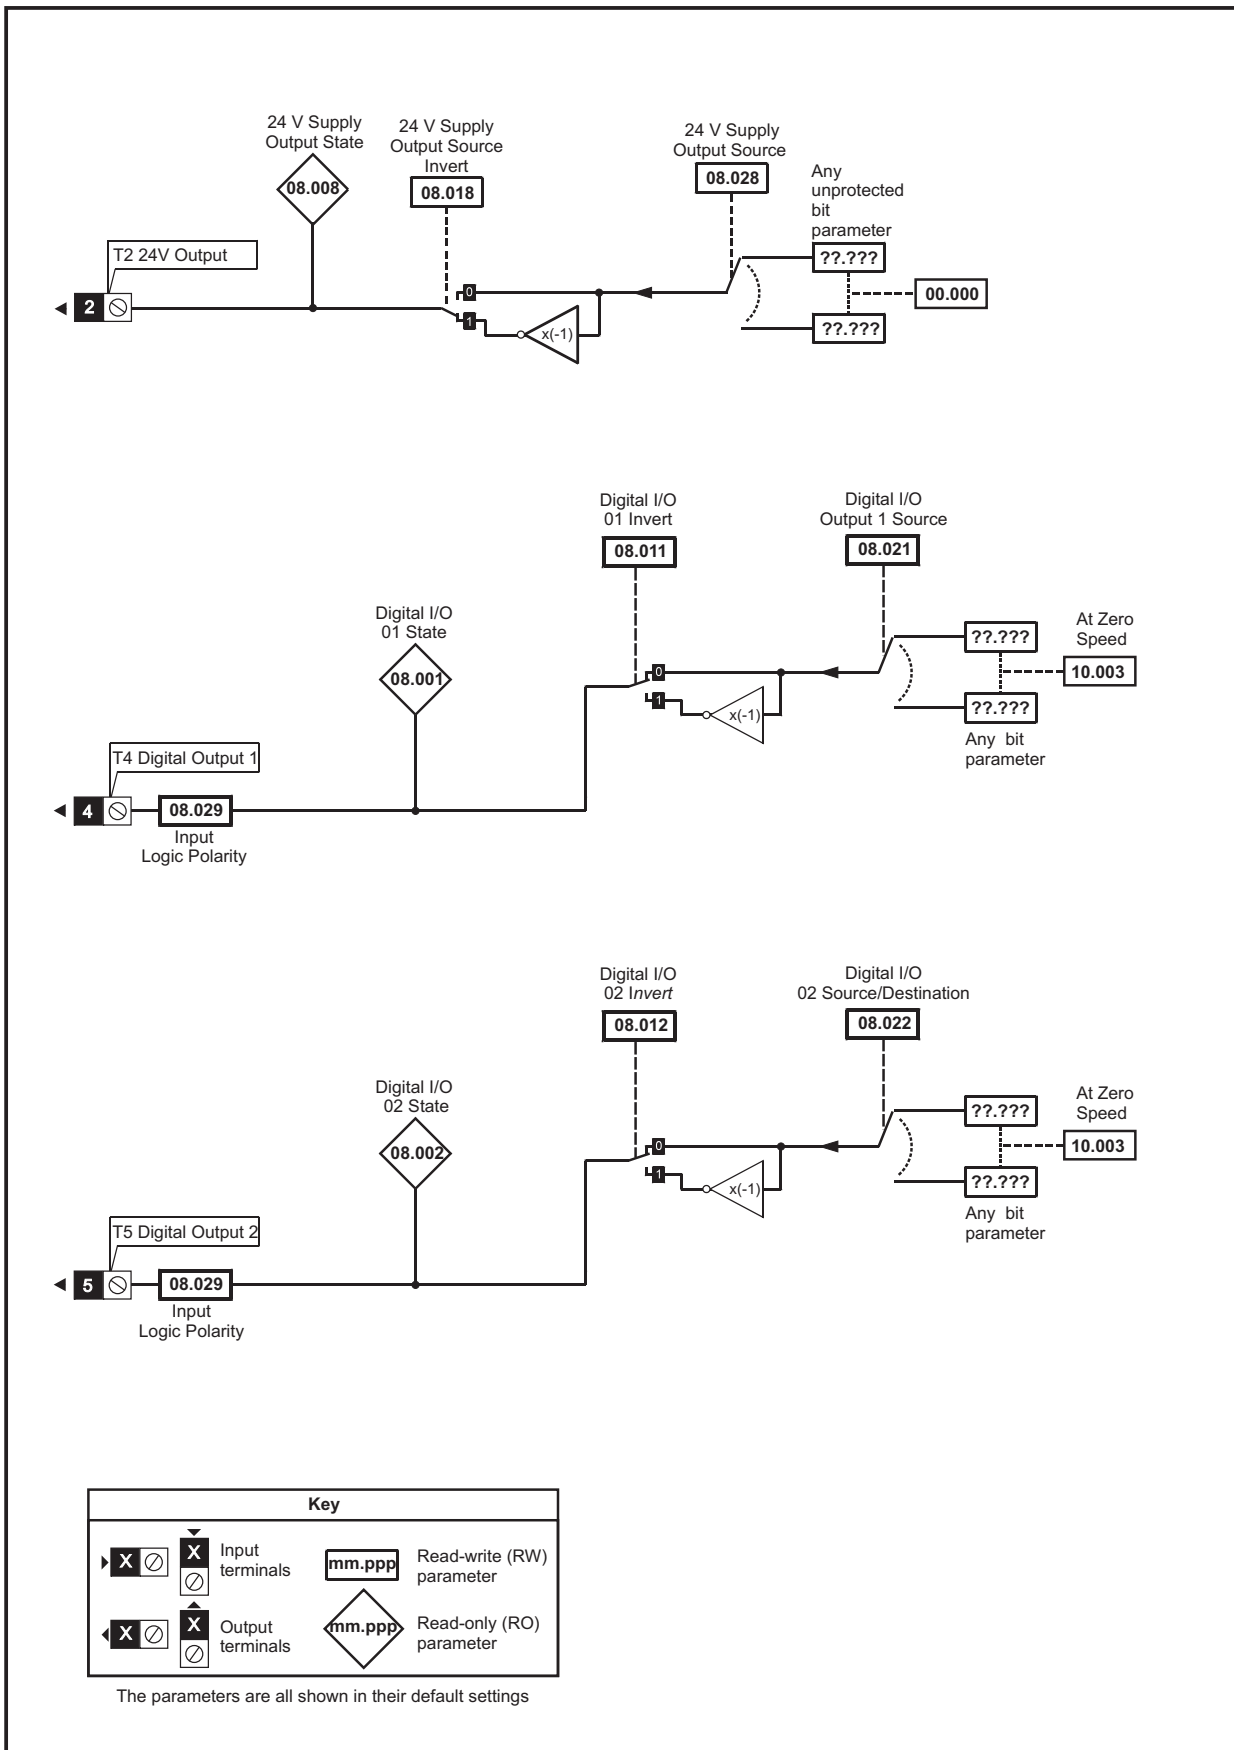 24 V Supply
Output State
08.008
24 V Supply
Output Source
Invert
08.018
24 V Supply
Output Source
08.028
Any
unprotected
bit
parameter
??.???
??.???
00.000
T2 24V Output
2
0
1
x(-1)
Digital I/O
01 Invert
08.011
Digital I/O
Output 1 Source
08.021
Digital I/O
01 State
08.001
??.???
??.???
At Zero
Speed
10.003
Any bit
parameter
0
1
x(-1)
T4 Digital Output 1
4
08.029
Input
Logic Polarity
Digital I/O
02 Invert
08.012
Digital I/O
02 Source/Destination
08.022
Digital I/O
02 State
08.002
??.???
??.???
At Zero
Speed
10.003
Any bit
parameter
0
1
x(-1)
T5 Digital Output 2
5
08.029
Input
Logic Polarity
Key
X
X
Input
terminals
mm.ppp
Read-write (RW)
parameter
X
X
Output
terminals
mm.ppp
Read-only (RO)
parameter
The parameters are all shown in their default settings